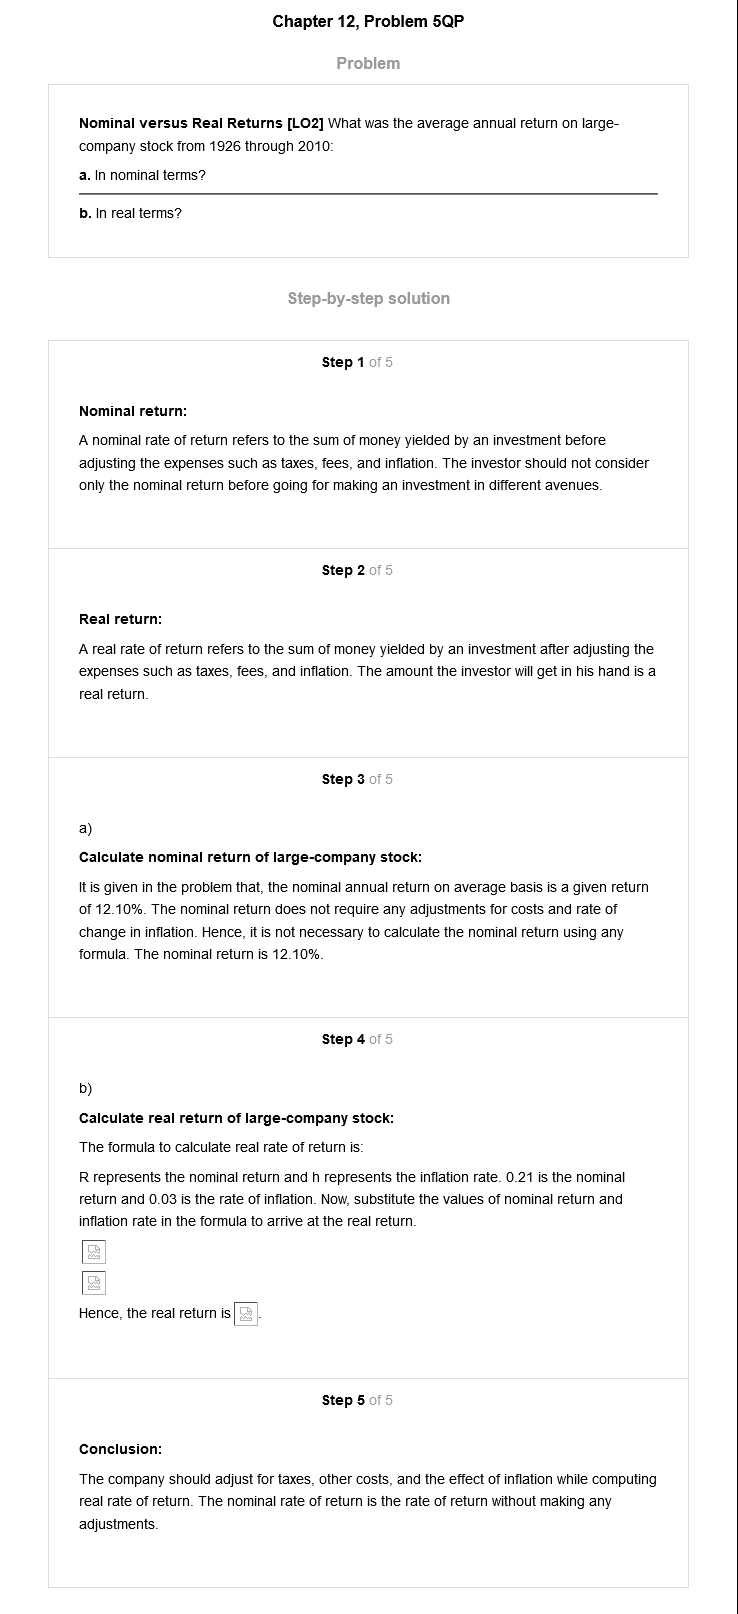 Chapter 12, Problem 5QP
Problem
Nominal versus Real Returns [LO2] What was the average annual return on large-
company stock from 1926 through 2010:
a. In nominal terms?
b. In real terms?
Step-by-step solution
Step 1 of 5
Nominal return:
A nominal rate of return refers to the sum of money yielded by an investment before
adjusting the expenses such as taxes, fees, and inflation. The investor should not consider
only the nominal return before going for making an investment in different avenues.
Step 2 of 5
Real return:
A real rate of return refers to the sum of money yielded by an investment after adjusting the
expenses such as taxes, fees, and inflation. The amount the investor will get in his hand is a
real return.
Step 3 of 5
a)
Calculate nominal return of large-company stock:
It is given in the problem that, the nominal annual return on average basis is a given return
of 12.10%. The nominal return does not require any adjustments for costs and rate of
change in inflation. Hence, it is not necessary to calculate the nominal return using any
formula. The nominal return is 12.10%.
Step 4 of 5
b)
Calculate real return of large-company stock:
The formula to calculate real rate of return is:
R represents the nominal return and h represents the inflation rate. 0.21 is the nominal
return and 0.03 is the rate of inflation. Now, substitute the values of nominal return and
inflation rate in the formula to arrive at the real return.
Hence, the real return is .
Step 5 of 5
Conclusion:
The company should adjust for taxes, other costs, and the effect of inflation while computing
real rate of return. The nominal rate of return is the rate of return without making any
adjustments.